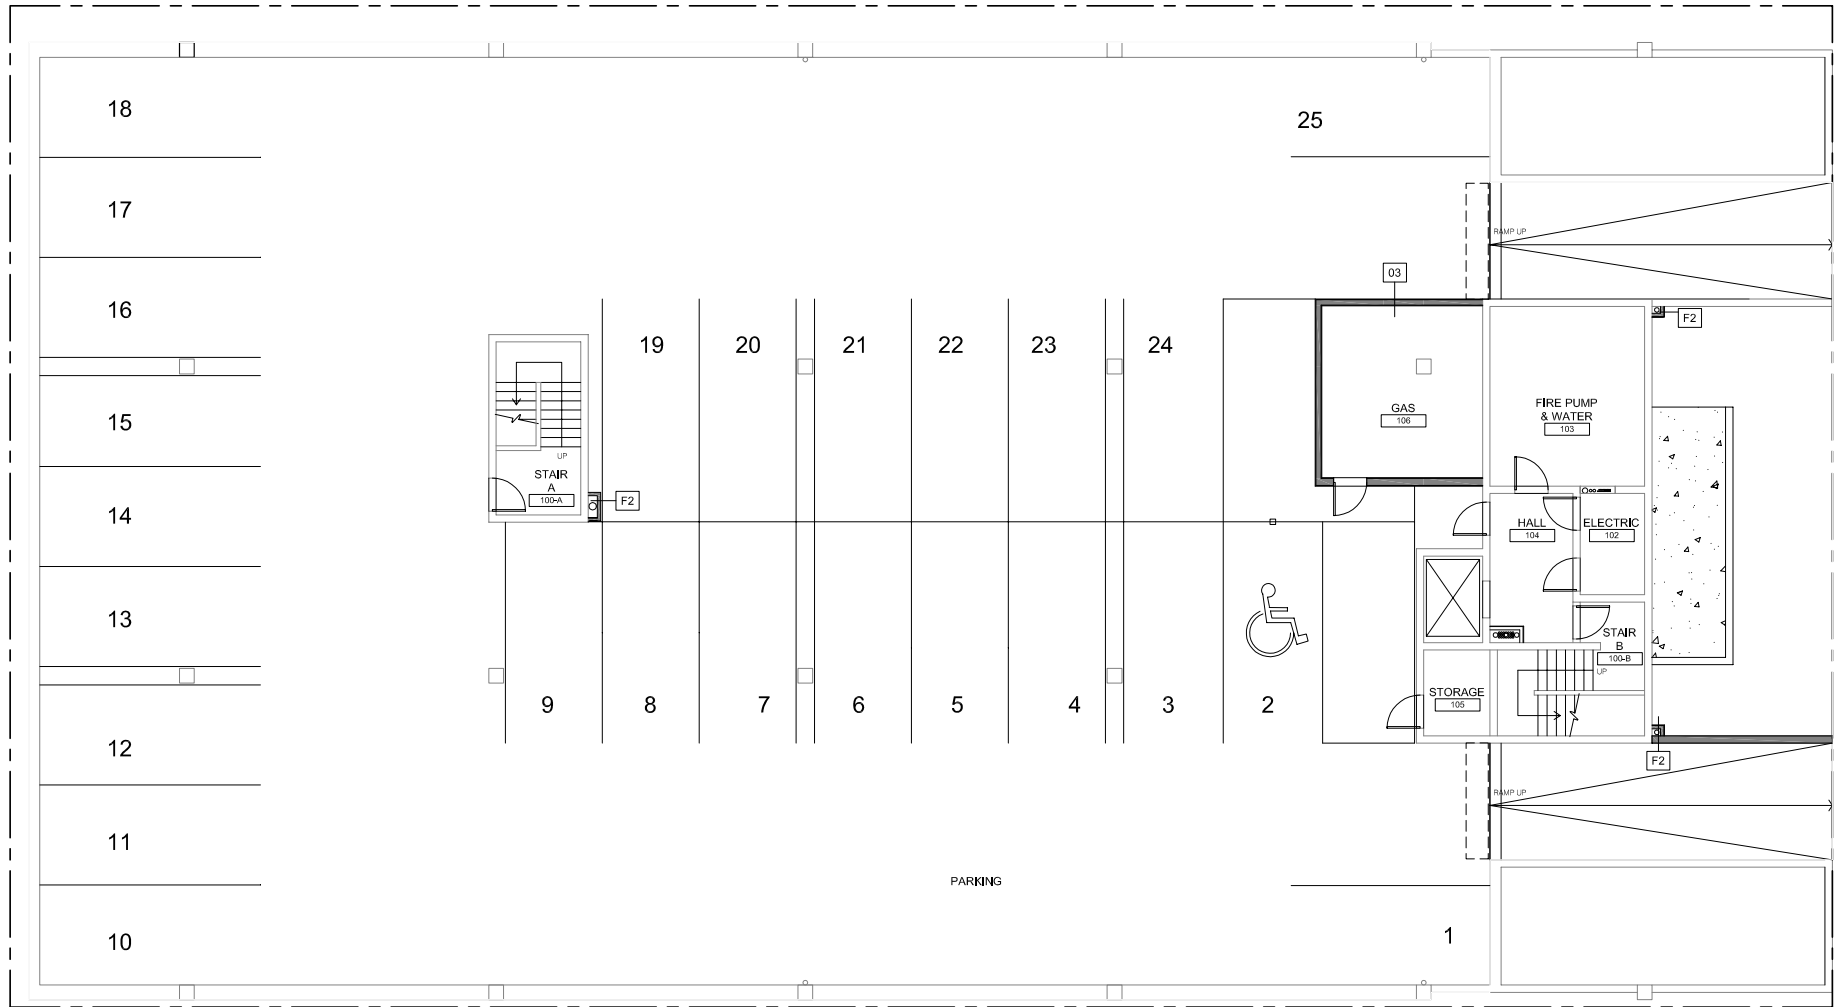 18
25
17
RAMP UP
03
16
F2
19
20
21
22
23
24
GAS
106
FIRE PUMP
& WATER
103
15
UP
STAIR
A
100-A
F2
14
HALL
104
ELECTRIC
102
13
STAIR
B
100-B
UP
STORAGE
105
9
8
7
6
5
4
3
2
12
F2
RAMP UP
11
PARKING
10
1